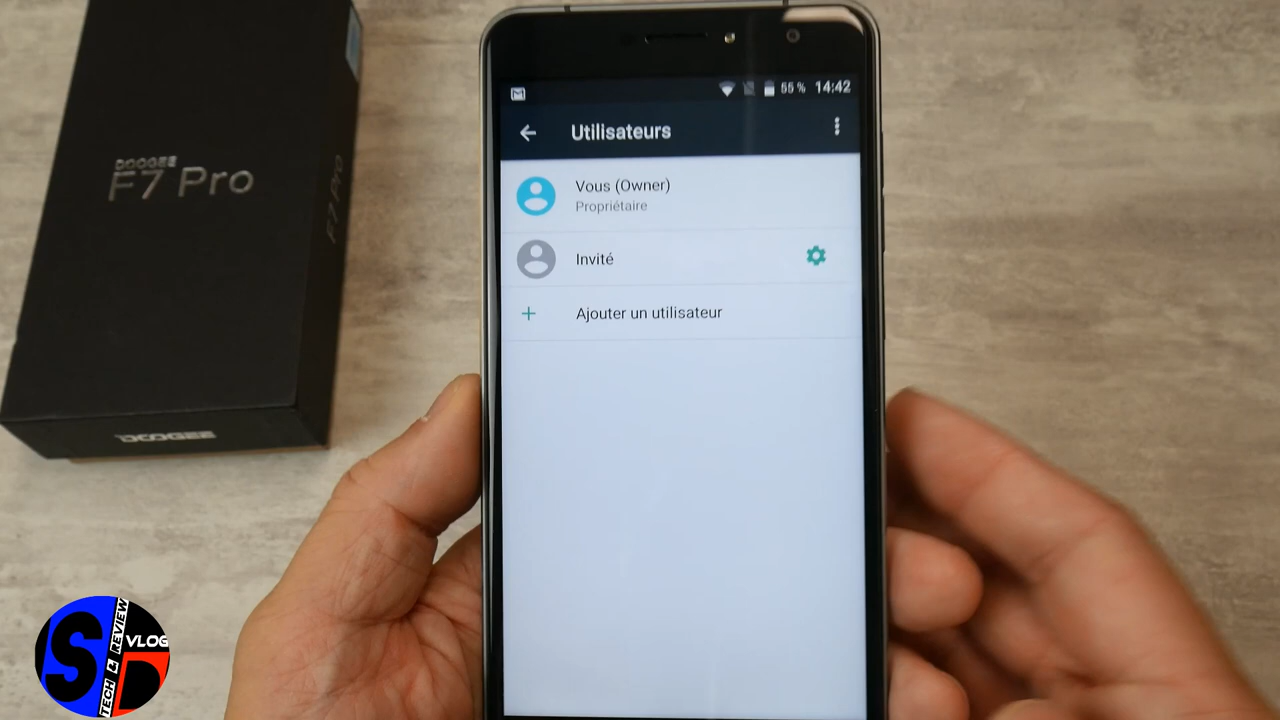 DOOGEE
F7 Pro
F7 Pro
DOOGEE
55 % 14:42
Utilisateurs
Vous (Owner)
Propriétaire
Invité
Ajouter un utilisateur
SD
TECH & REVIEW
VLOG